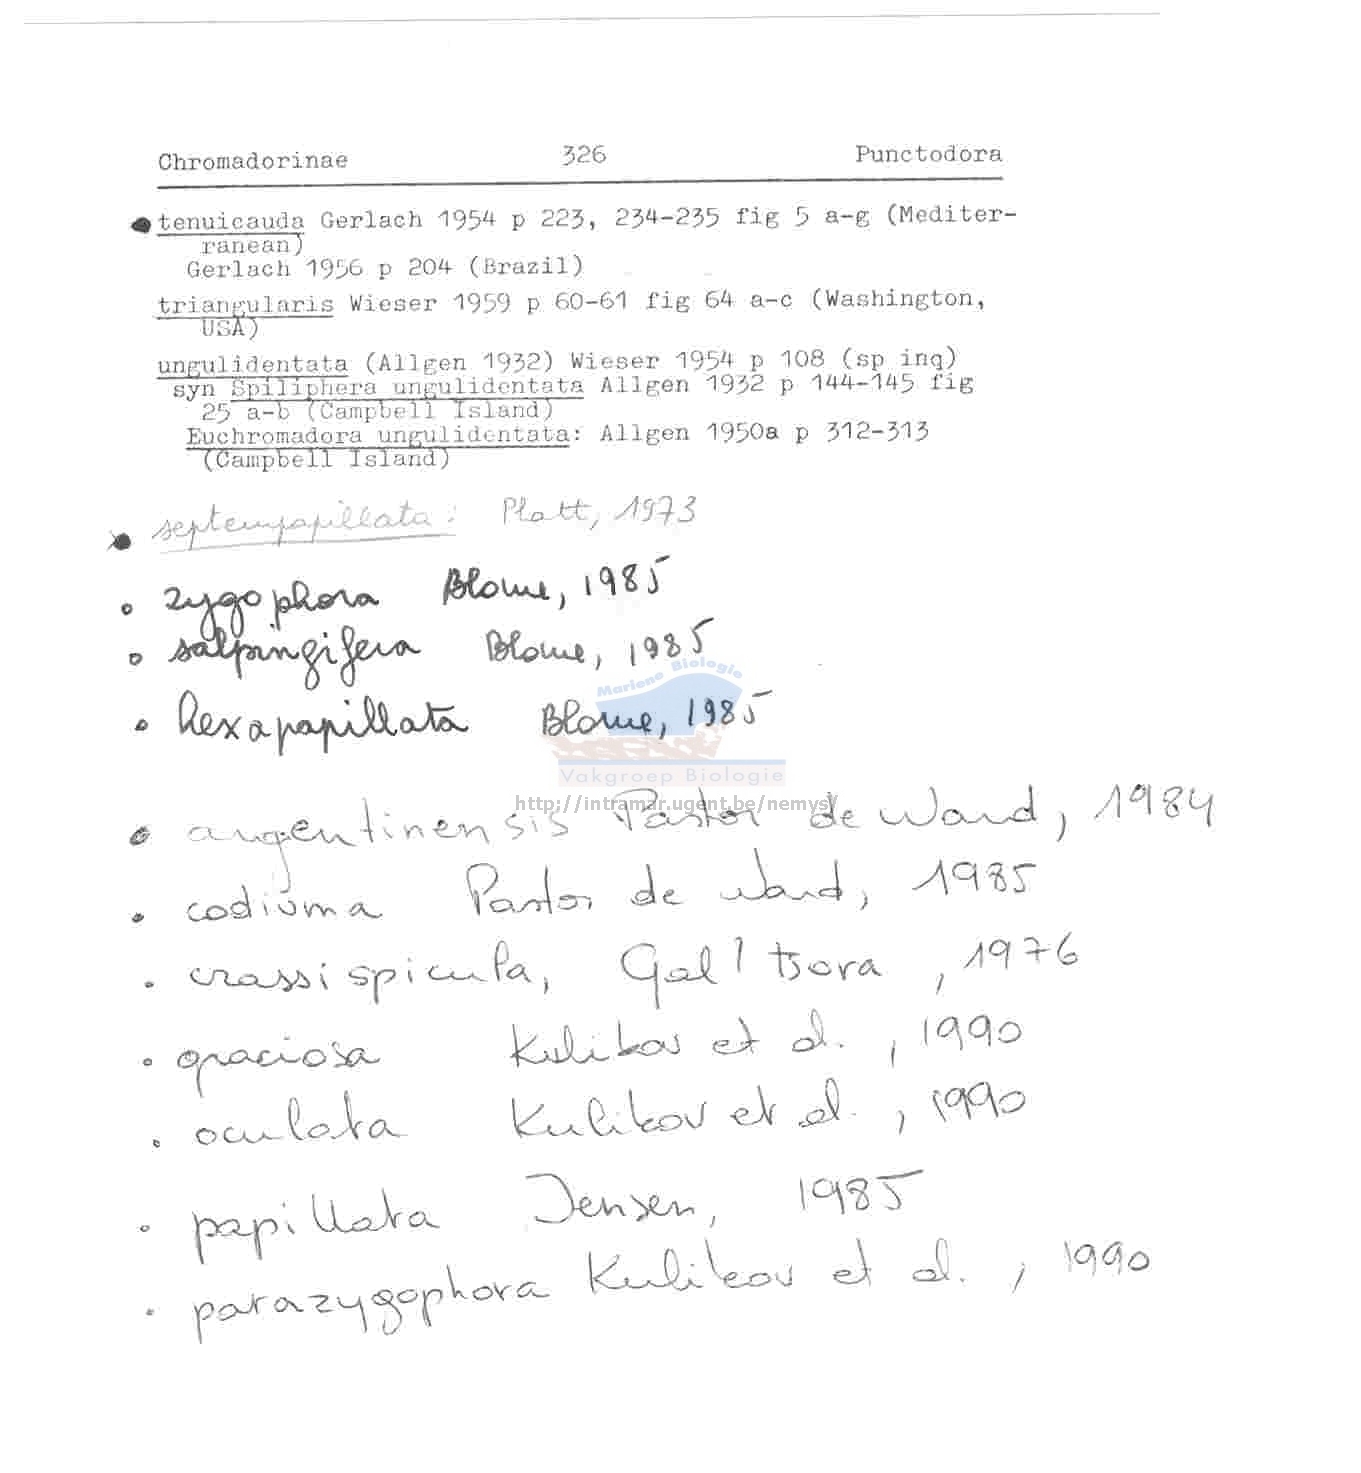 Chromadorinae 326 Punctodora
tenuicauda Gerlach 1954 p 223, 234-235 fig 5 a-g (Mediter-
ranean)
Gerlach 1956 p 204 (Brazil)
triangularis Wieser 1959 p 60-61 fig 64 a-c (Washington,
USA)
ungulidentata (Allgen 1932) Wieser 1954 p 108 (sp inq)
syn Spiliphera ungulidentata Allgen 1932 p 144-145 fig
25 a-b (Campbell Island)
Euchromadora ungulidentata: Allgen 1950a p 312-313
(Campbell Island)
septempapillata: Platt, 1973
zygophora Blome, 1985
salpingifera Blome, 1985
Mariene Biologie
hexapapillata Blome, 1985
Vakgroep Biologie
http://intramar.ugent.be/nemys/
argentinensis Pastor de Ward, 1984
codiuma Pastor de Ward, 1985
crassispicula, Gal'tsova, 1976
graciosa Kulikov et al., 1990
oculata Kulikov et al., 1990
papillata Jensen, 1985
parazygophora Kulikov et al., 1990